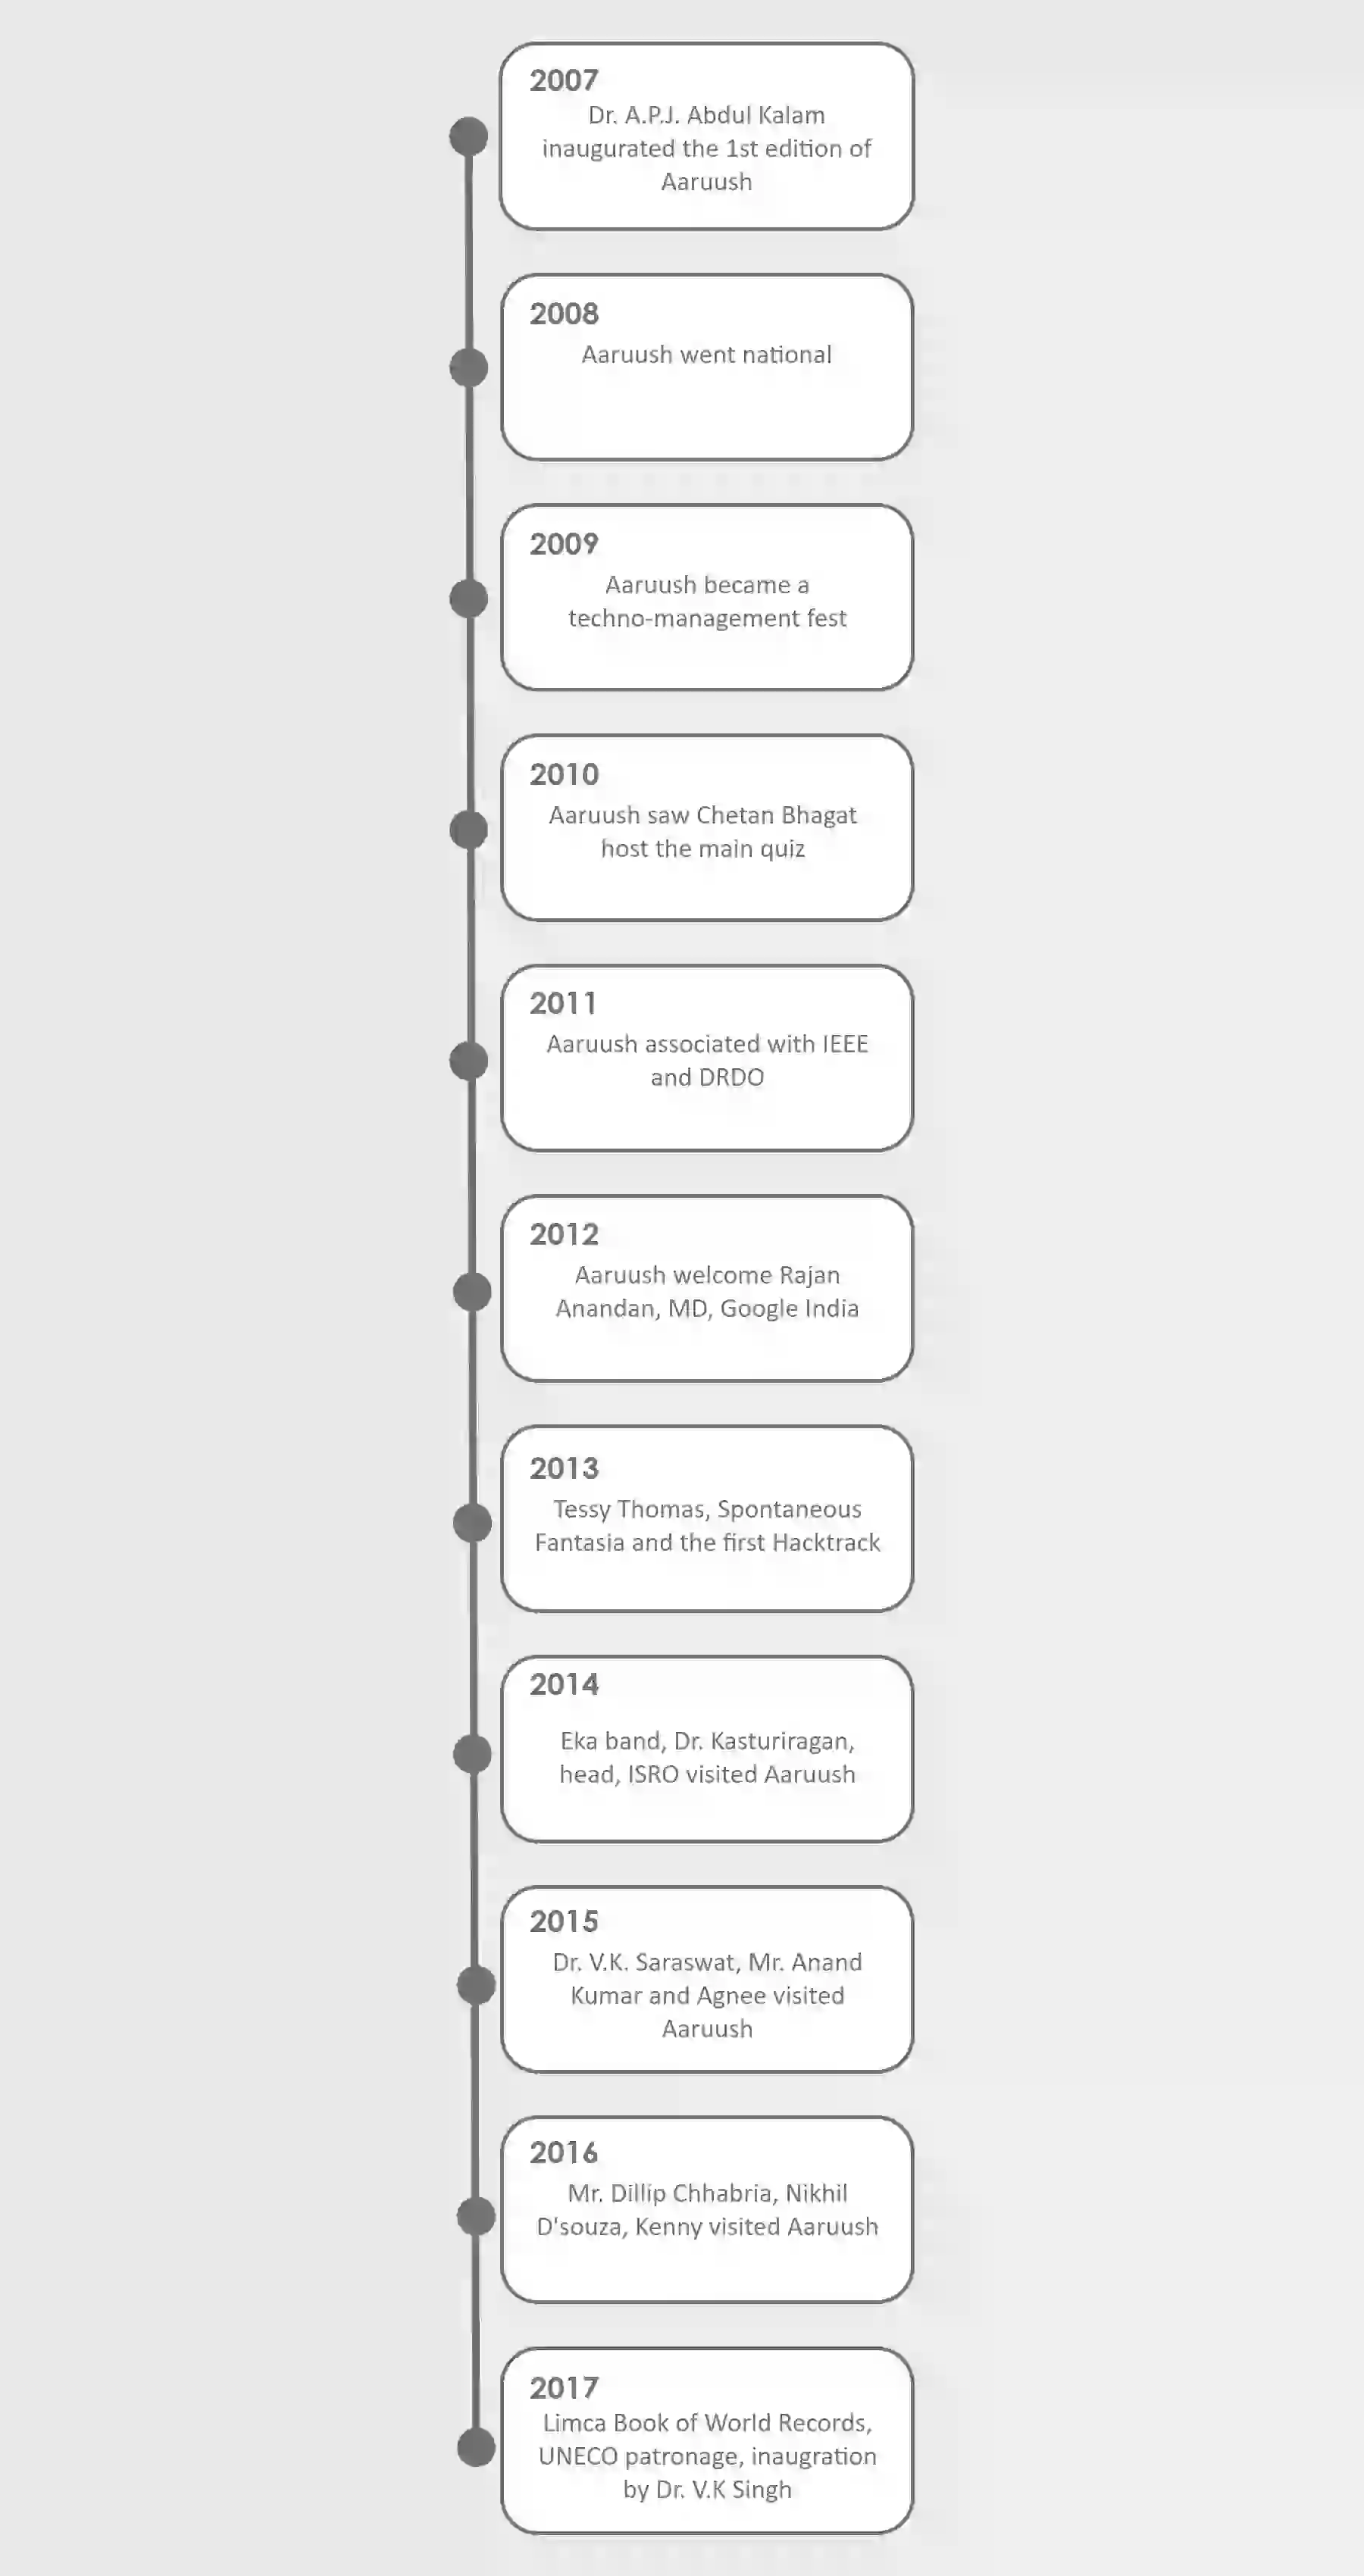 2007
Dr. A.P.J. Abdul Kalam
inaugurated the 1st edition of
Aaruush
2008
Aaruush went national
2009
Aaruush became a
techno-management fest
2010
Aaruush saw Chetan Bhagat
host the main quiz
2011
Aaruush associated with IEEE
and DRDO
2012
Aaruush welcome Rajan
Anandan, MD, Google India
2013
Tessy Thomas, Spontaneous
Fantasia and the first Hacktrack
2014
Eka band, Dr. Kasturiragan,
head, ISRO visited Aaruush
2015
Dr. V.K. Saraswat, Mr. Anand
Kumar and Agnee visited
Aaruush
2016
Mr. Dillip Chhabria, Nikhil
D'souza, Kenny visited Aaruush
2017
Limca Book of World Records,
UNECO patronage, inaugration
by Dr. V.K Singh